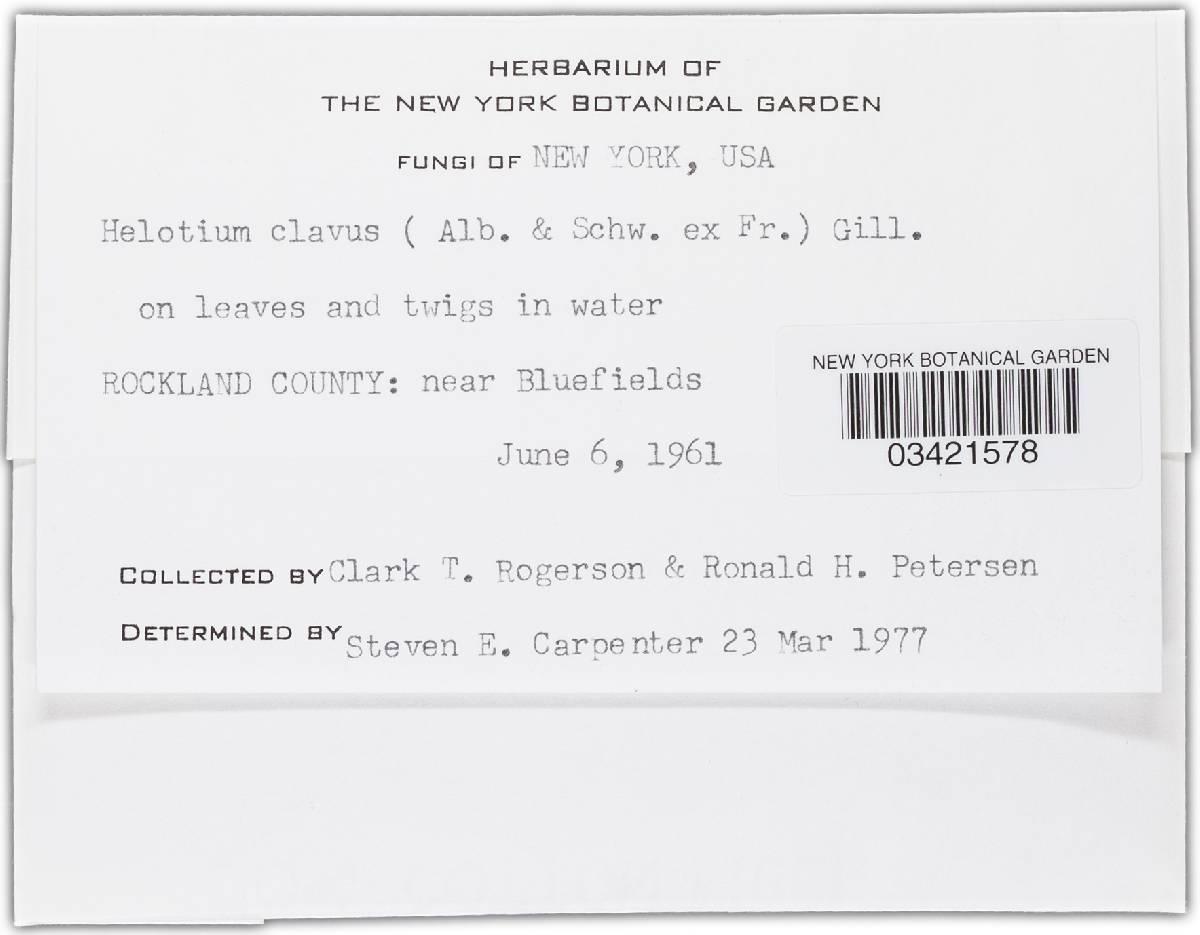 HERBARIUM OF
THE NEW YORK BOTANICAL GARDEN
FUNGI OF NEW YORK, USA
Helotium clavus ( Alb. & Schw. ex Fr.) Gill.
on leaves and twigs in water
ROCKLAND COUNTY: near Bluefields
June 6, 1961
NEW YORK BOTANICAL GARDEN
03421578
COLLECTED BY Clark T. Rogerson & Ronald H. Petersen
DETERMINED BY Steven E. Carpenter 23 Mar 1977